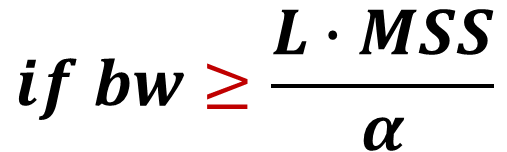 if bw ≥ L · MSS / α